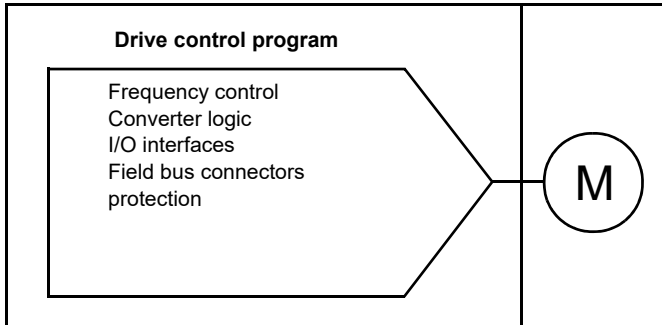 Drive control program
Frequency control
Converter logic
I/O interfaces
Field bus connectors
protection
M